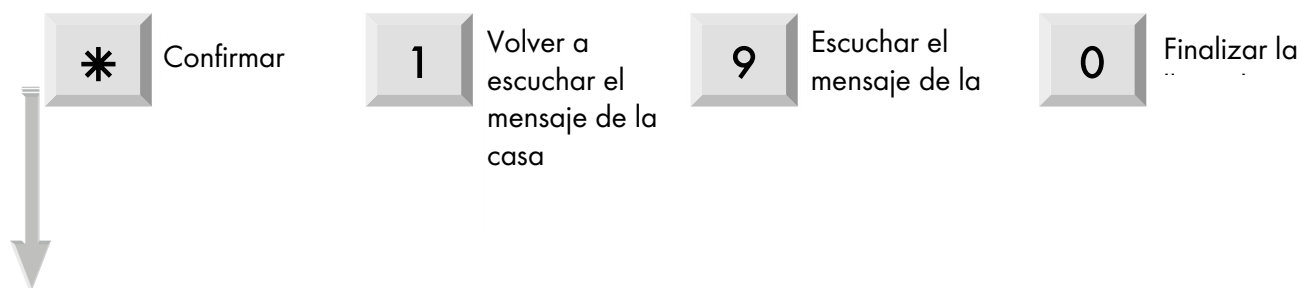 * Confirmar
1 Volver a
escuchar el
mensaje de la
casa
9 Escuchar el
mensaje de la
0 Finalizar la